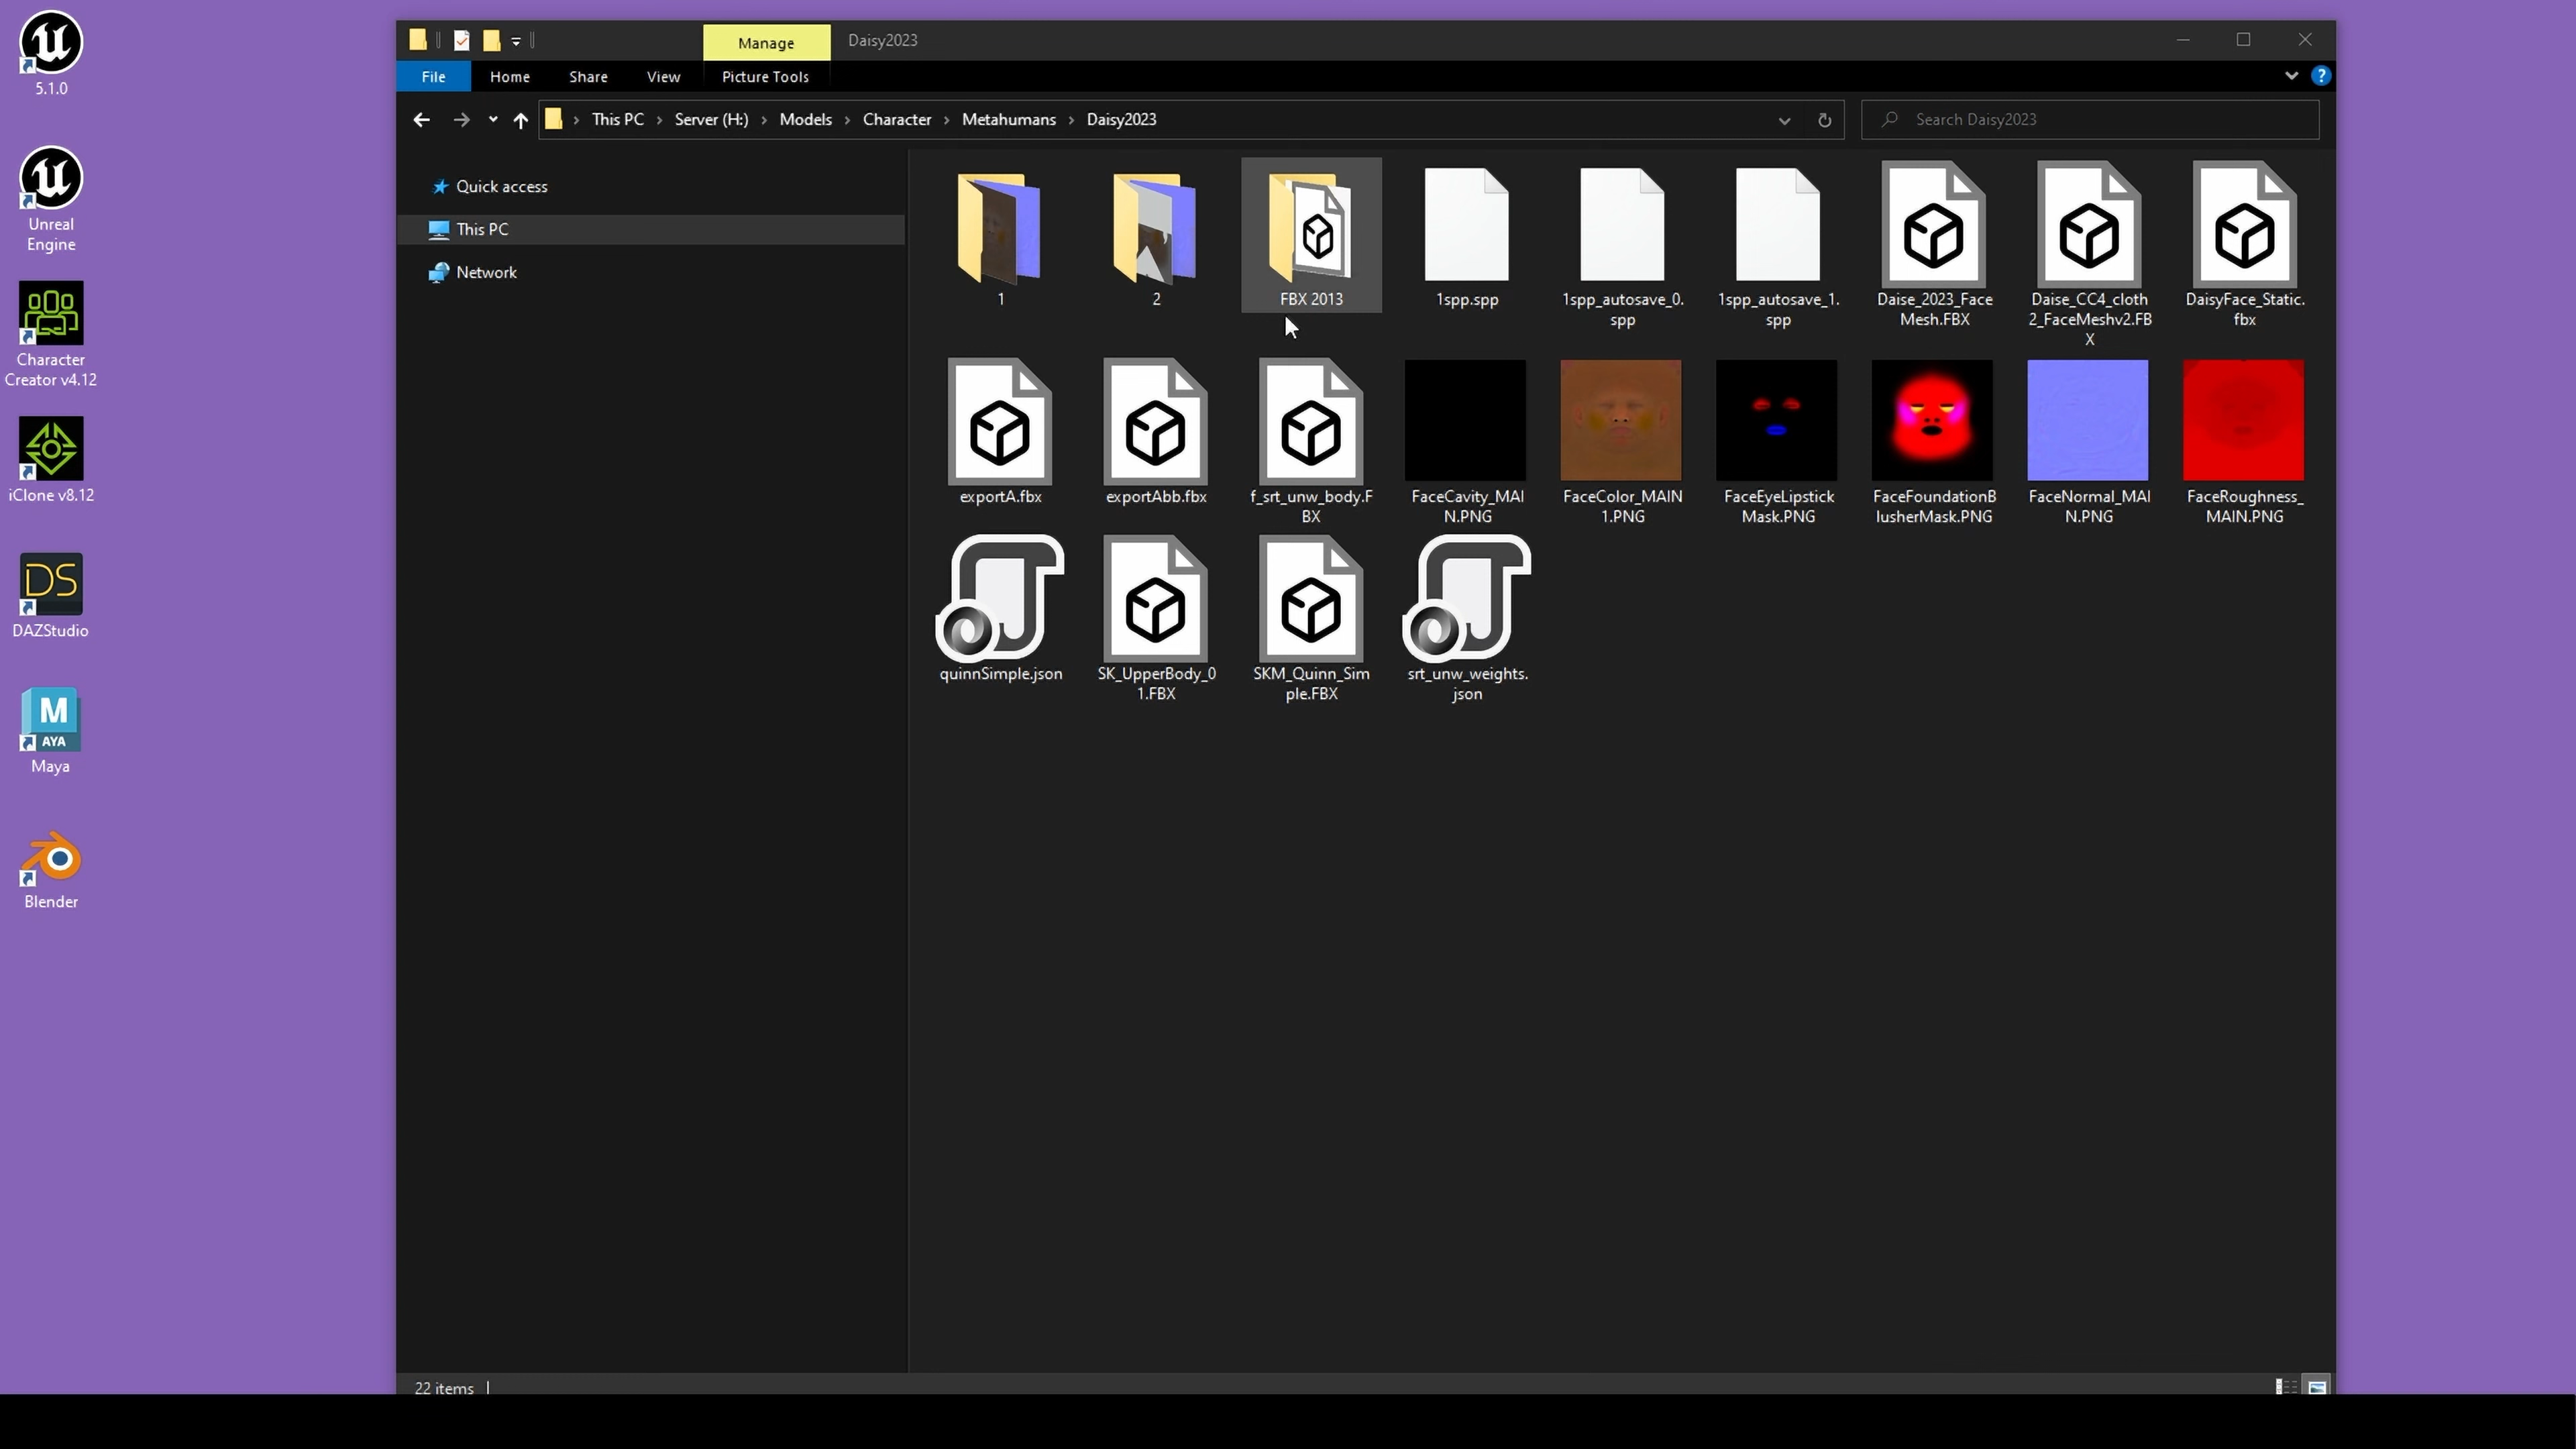 Manage
Daisy2023
File
Home
Share
View
Picture Tools
This PC
Server (H:)
Models
Character
Metahumans
Daisy2023
Search Daisy2023
5.1.0
Unreal
Engine
Character
Creator v4.12
iClone v8.12
DS
DAZStudio
M
AYA
Maya
Blender
Quick access
This PC
Network
1
2
FBX 2013
1spp.spp
1spp_autosave_0.
spp
1spp_autosave_1.
spp
Daise_2023_Face
Mesh.FBX
Daise_CC4_cloth
2_FaceMeshv2.FB
X
DaisyFace_Static.
fbx
exportA.fbx
exportAbb.fbx
f_srt_unw_body.F
BX
FaceCavity_MAI
N.PNG
FaceColor_MAIN
1.PNG
FaceEyeLipstick
Mask.PNG
FaceFoundationB
lusherMask.PNG
FaceNormal_MAI
N.PNG
FaceRoughness_
MAIN.PNG
quinnSimple.json
SK_UpperBody_0
1.FBX
SKM_Quinn_Sim
ple.FBX
srt_unw_weights.
json
22 items